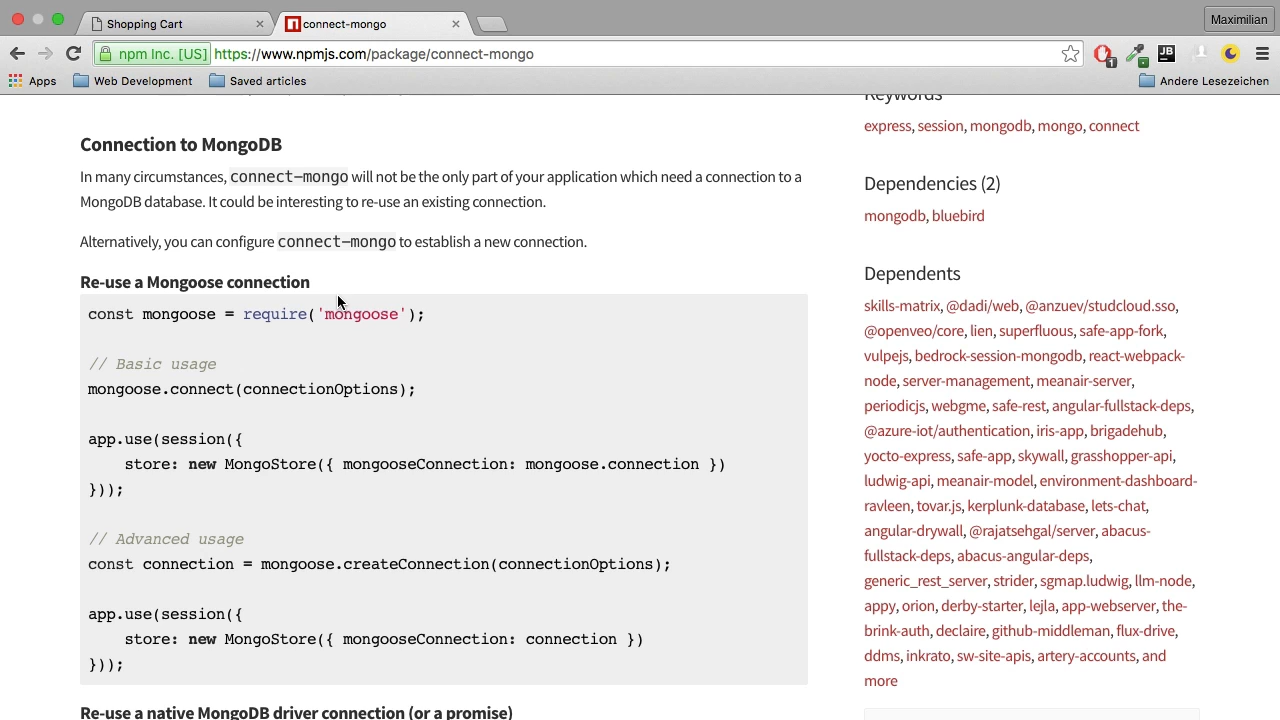 Shopping Cart
connect-mongo
Maximilian
npm Inc. [US]
https://www.npmjs.com/package/connect-mongo
1
JB
Apps
Web Development
Saved articles
Andere Lesezeichen
Connection to MongoDB
In many circumstances, connect-mongo will not be the only part of your application which need a connection to a
MongoDB database. It could be interesting to re-use an existing connection.
Alternatively, you can configure connect-mongo to establish a new connection.
Re-use a Mongoose connection
const mongoose = require('mongoose');
// Basic usage
mongoose.connect(connectionOptions);
app.use(session({
    store: new MongoStore({ mongooseConnection: mongoose.connection })
}));
// Advanced usage
const connection = mongoose.createConnection(connectionOptions);
app.use(session({
    store: new MongoStore({ mongooseConnection: connection })
}));
Re-use a native MongoDB driver connection (or a promise)
Keywords
express, session, mongodb, mongo, connect
Dependencies (2)
mongodb, bluebird
Dependents
skills-matrix, @dadi/web, @anzuev/studcloud.sso,
@openveo/core, lien, superfluous, safe-app-fork,
vulpejs, bedrock-session-mongodb, react-webpack-
node, server-management, meanair-server,
periodicjs, webgme, safe-rest, angular-fullstack-deps,
@azure-iot/authentication, iris-app, brigadehub,
yocto-express, safe-app, skywall, grasshopper-api,
ludwig-api, meanair-model, environment-dashboard-
ravleen, tovar.js, kerplunk-database, lets-chat,
angular-drywall, @rajatsehgal/server, abacus-
fullstack-deps, abacus-angular-deps,
generic_rest_server, strider, sgmap.ludwig, llm-node,
appy, orion, derby-starter, lejla, app-webserver, the-
brink-auth, declaire, github-middleman, flux-drive,
ddms, inkrato, sw-site-apis, artery-accounts, and
more